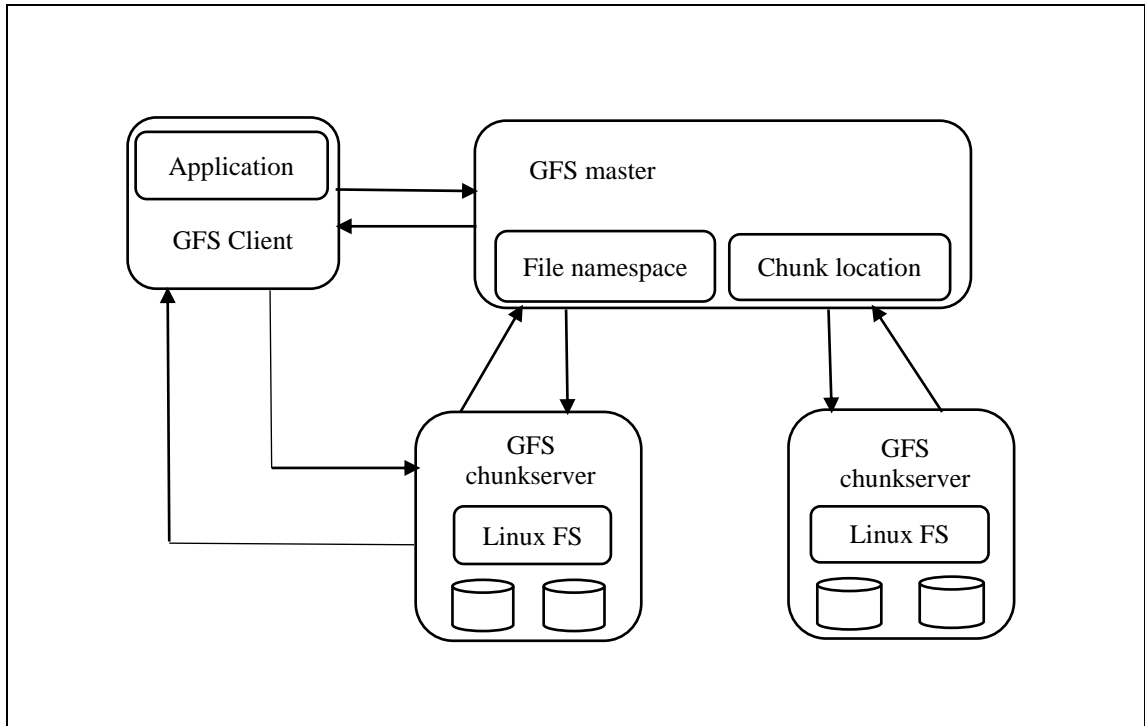 Application
GFS Client
GFS master
File namespace
Chunk location
GFS
chunkserver
Linux FS
GFS
chunkserver
Linux FS